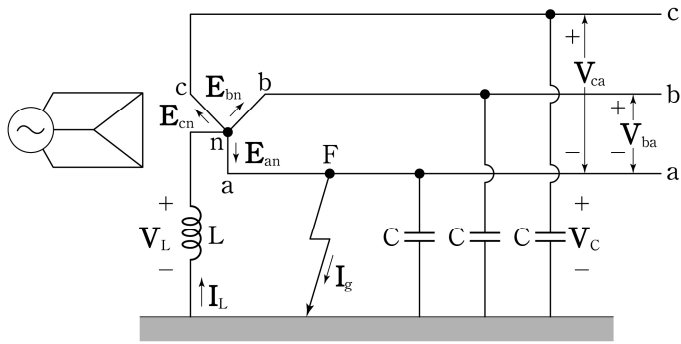 c
c
b
b
E_cn
E_bn
n
E_an
a
a
F
+
V_ca
−
+
V_ba
−
+
V_L
−
L
I_L
I_g
C
C
C
+
V_C
−